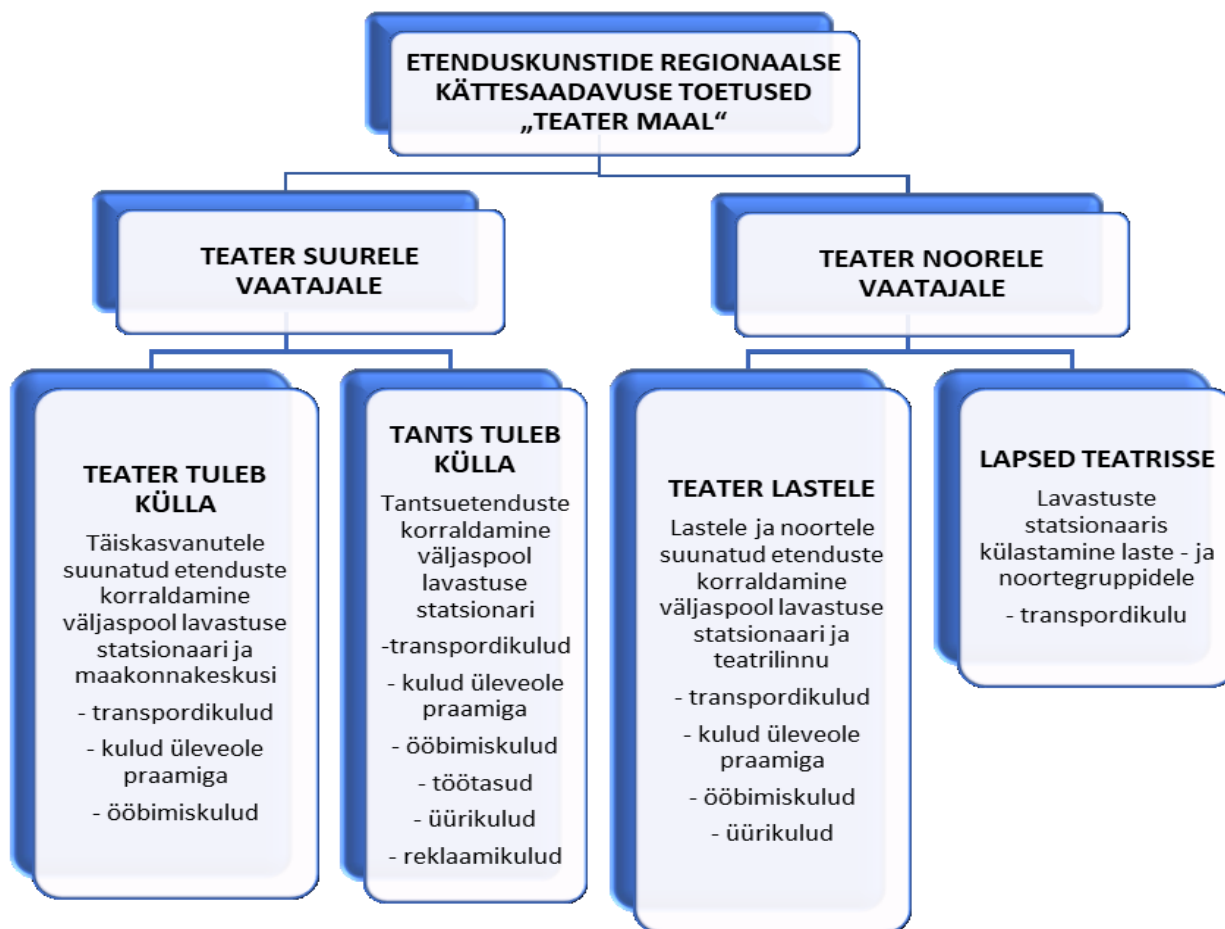 ETENDUSKUNSTIDE REGIONAALSE
KÄTTESAADAVUSE TOETUSED
„TEATER MAAL“
TEATER SUURELE
VAATAJALE
TEATER NOORELE
VAATAJALE
TEATER TULEB
KÜLLA
Täiskasvanutele
suunatud etenduste
korraldamine
väljaspool lavastuse
statsionaari ja
maakonnakeskusi
- transpordikulud
- kulud üleveole
praamiga
- ööbimiskulud
TANTS TULEB
KÜLLA
Tantsuetenduste
korraldamine
väljaspool
lavastuse
statsionari
-transpordikulud
- kulud üleveole
praamiga
- ööbimiskulud
- töötasud
- üürikulud
- reklaamikulud
TEATER LASTELE
Lastele ja noortele
suunatud etenduste
korraldamine
väljaspool lavastuse
statsionaari ja
teatrilinnu
- transpordikulud
- kulud üleveole
praamiga
- ööbimiskulud
- üürikulud
LAPSED TEATRISSE
Lavastuste
statsionaaris
külastamine laste - ja
noortegruppidele
- transpordikulu